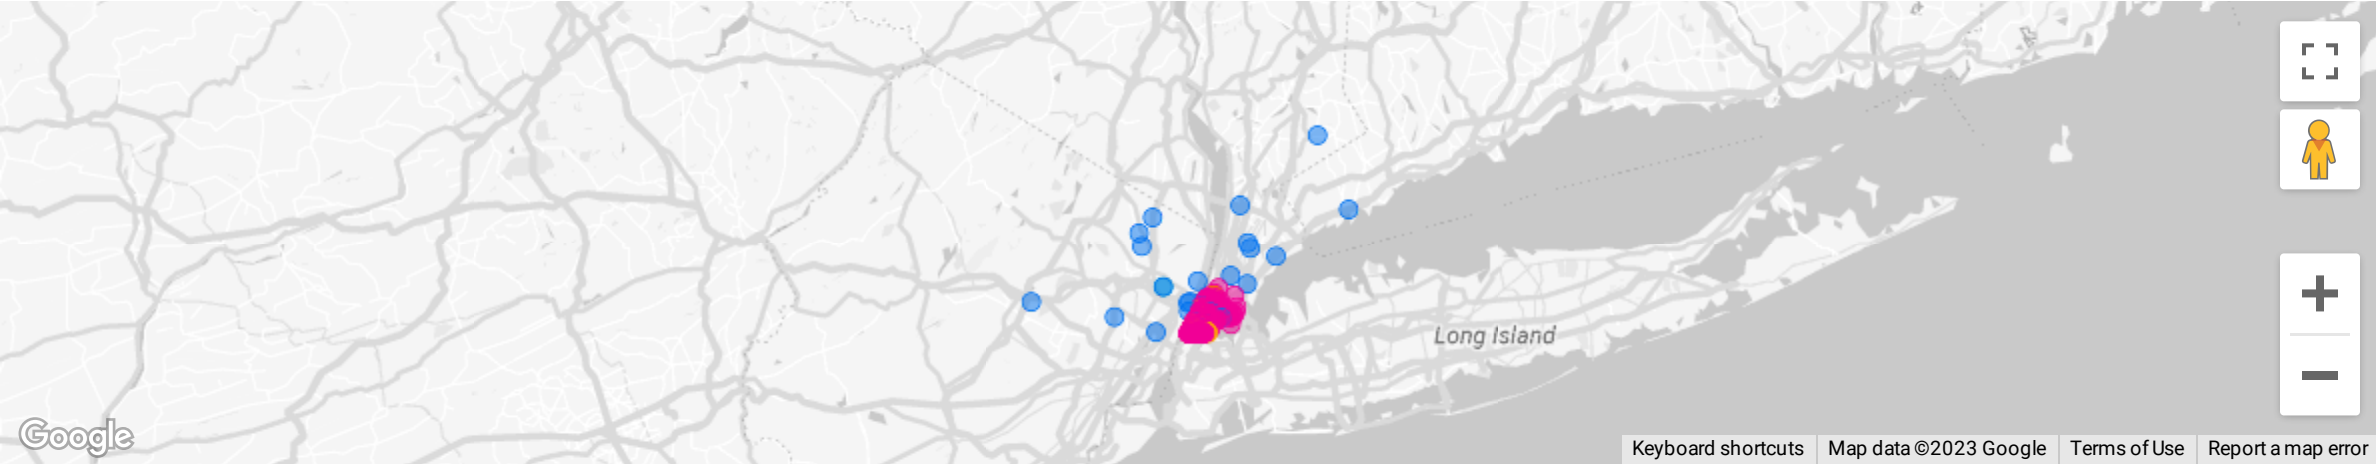 Long Island
Google
Keyboard shortcuts
Map data ©2023 Google
Terms of Use
Report a map error